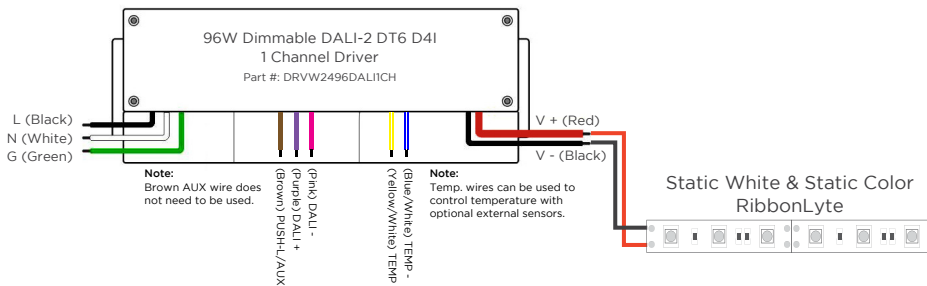 96W Dimmable DALI-2 DT6 D4I
1 Channel Driver
Part #: DRVW2496DALI1CH
L (Black)
N (White)
G (Green)
V + (Red)
V - (Black)
Note:
Brown AUX wire does
not need to be used.
(Brown) PUSH-L/AUX
(Purple) DALI +
(Pink) DALI -
(Yellow/White) TEMP
(Blue/White) TEMP -
Note:
Temp. wires can be used to
control temperature with
optional external sensors.
Static White & Static Color
RibbonLyte